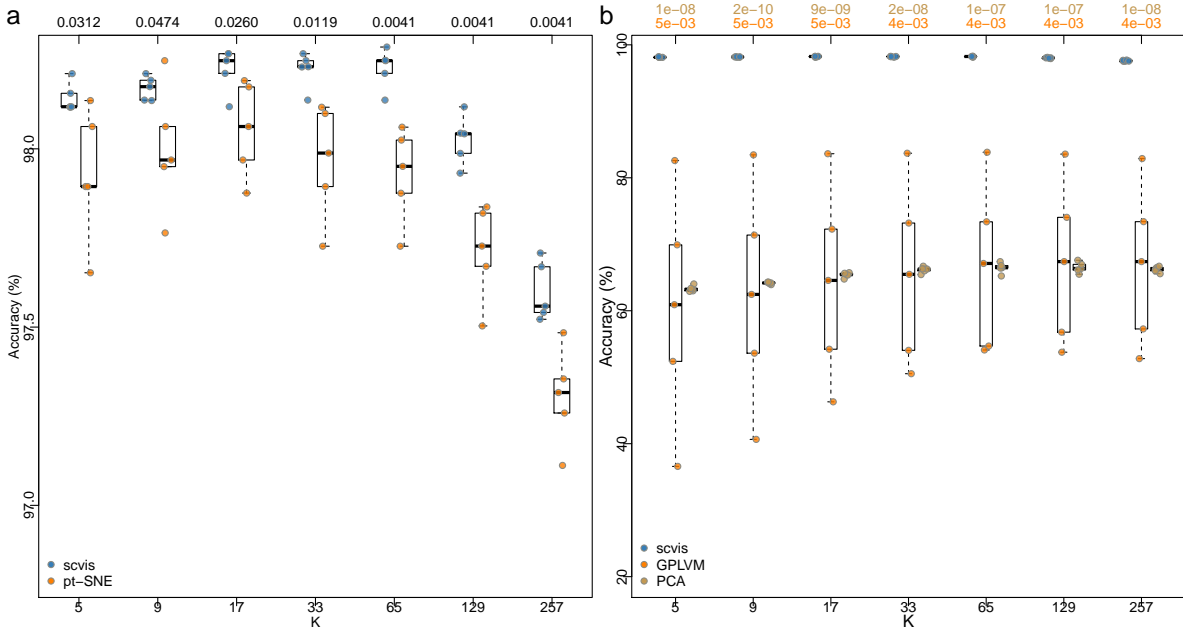 a
0.0312 0.0474 0.0260 0.0119 0.0041 0.0041 0.0041
Accuracy (%)
98.0
97.5
97.0
scvis
pt−SNE
5 9 17 33 65 129 257
K
b
1e−08 2e−10 9e−09 2e−08 1e−07 1e−07 1e−08
5e−03 5e−03 5e−03 4e−03 4e−03 4e−03 4e−03
Accuracy (%)
100
80
60
40
20
scvis
GPLVM
PCA
5 9 17 33 65 129 257
K